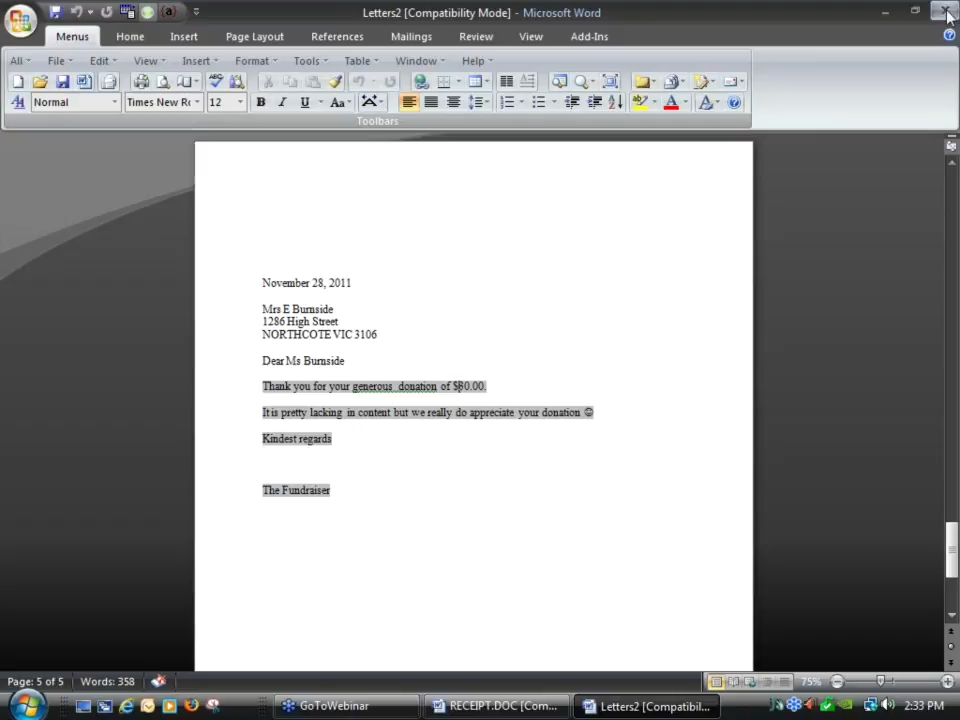 Letters2 [Compatibility Mode] - Microsoft Word
Menus Home Insert Page Layout References Mailings Review View Add-Ins
All File Edit View Insert Format Tools Table Window Help
Normal Times New Ro 12 B I U Aa
Toolbars
November 28, 2011
Mrs E Burnside
1286 High Street
NORTHCOTE VIC 3106
Dear Ms Burnside
Thank you for your generous donation of $80.00.
It is pretty lacking in content but we really do appreciate your donation ☺
Kindest regards
The Fundraiser
Page: 5 of 5 Words: 358 75%
GoToWebinar RECEIPT.DOC [Com... Letters2 [Compatibil... 2:33 PM